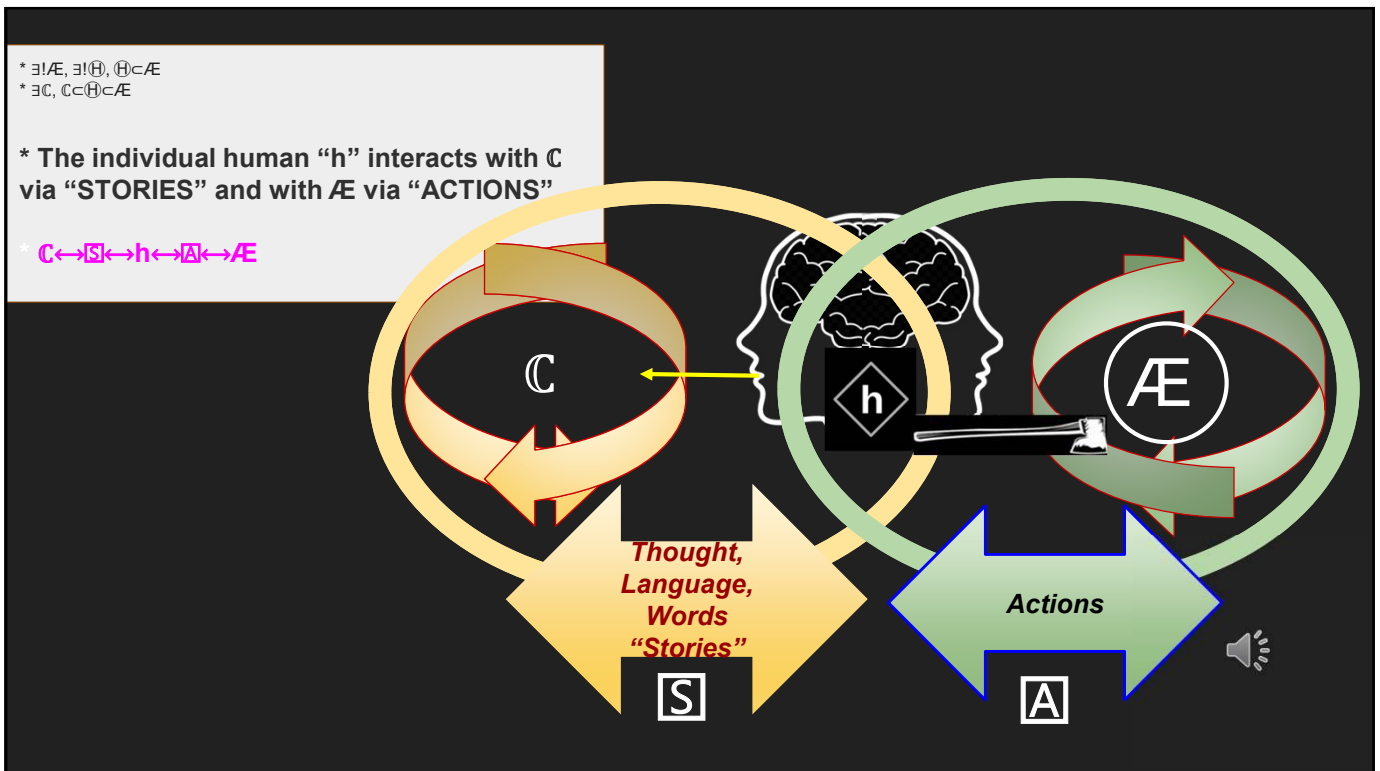 * ∃!Æ, ∃!Ⓗ, Ⓗ⊂Æ
* ∃ℂ, ℂ⊂Ⓗ⊂Æ
* The individual human “h” interacts with ℂ
via “STORIES” and with Æ via “ACTIONS”
* ℂ↔🅂↔h↔🄰↔Æ
ℂ
h
Æ
Thought,
Language,
Words
“Stories”
🅂
Actions
🄰